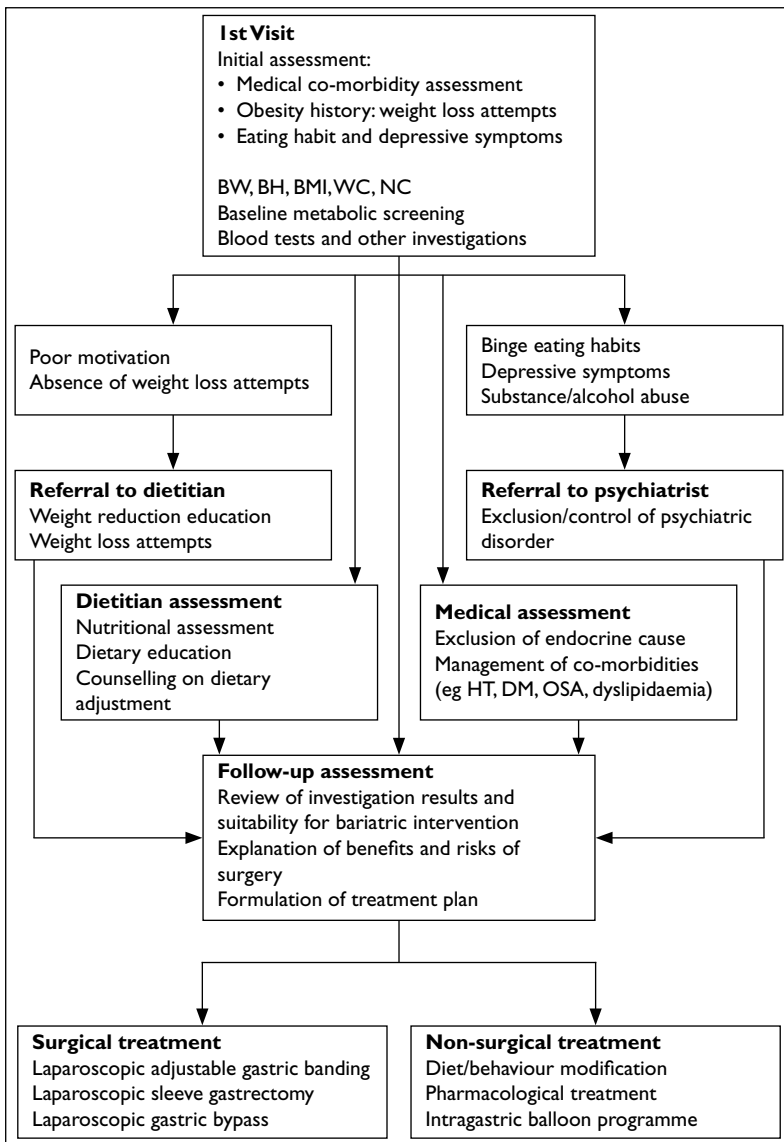 1st Visit
Initial assessment:
• Medical co-morbidity assessment
• Obesity history: weight loss attempts
• Eating habit and depressive symptoms
BW, BH, BMI, WC, NC
Baseline metabolic screening
Blood tests and other investigations
Poor motivation
Absence of weight loss attempts
Binge eating habits
Depressive symptoms
Substance/alcohol abuse
Referral to dietitian
Weight reduction education
Weight loss attempts
Referral to psychiatrist
Exclusion/control of psychiatric
disorder
Dietitian assessment
Nutritional assessment
Dietary education
Counselling on dietary
adjustment
Medical assessment
Exclusion of endocrine cause
Management of co-morbidities
(eg HT, DM, OSA, dyslipidaemia)
Follow-up assessment
Review of investigation results and
suitability for bariatric intervention
Explanation of benefits and risks of
surgery
Formulation of treatment plan
Surgical treatment
Laparoscopic adjustable gastric banding
Laparoscopic sleeve gastrectomy
Laparoscopic gastric bypass
Non-surgical treatment
Diet/behaviour modification
Pharmacological treatment
Intragastric balloon programme